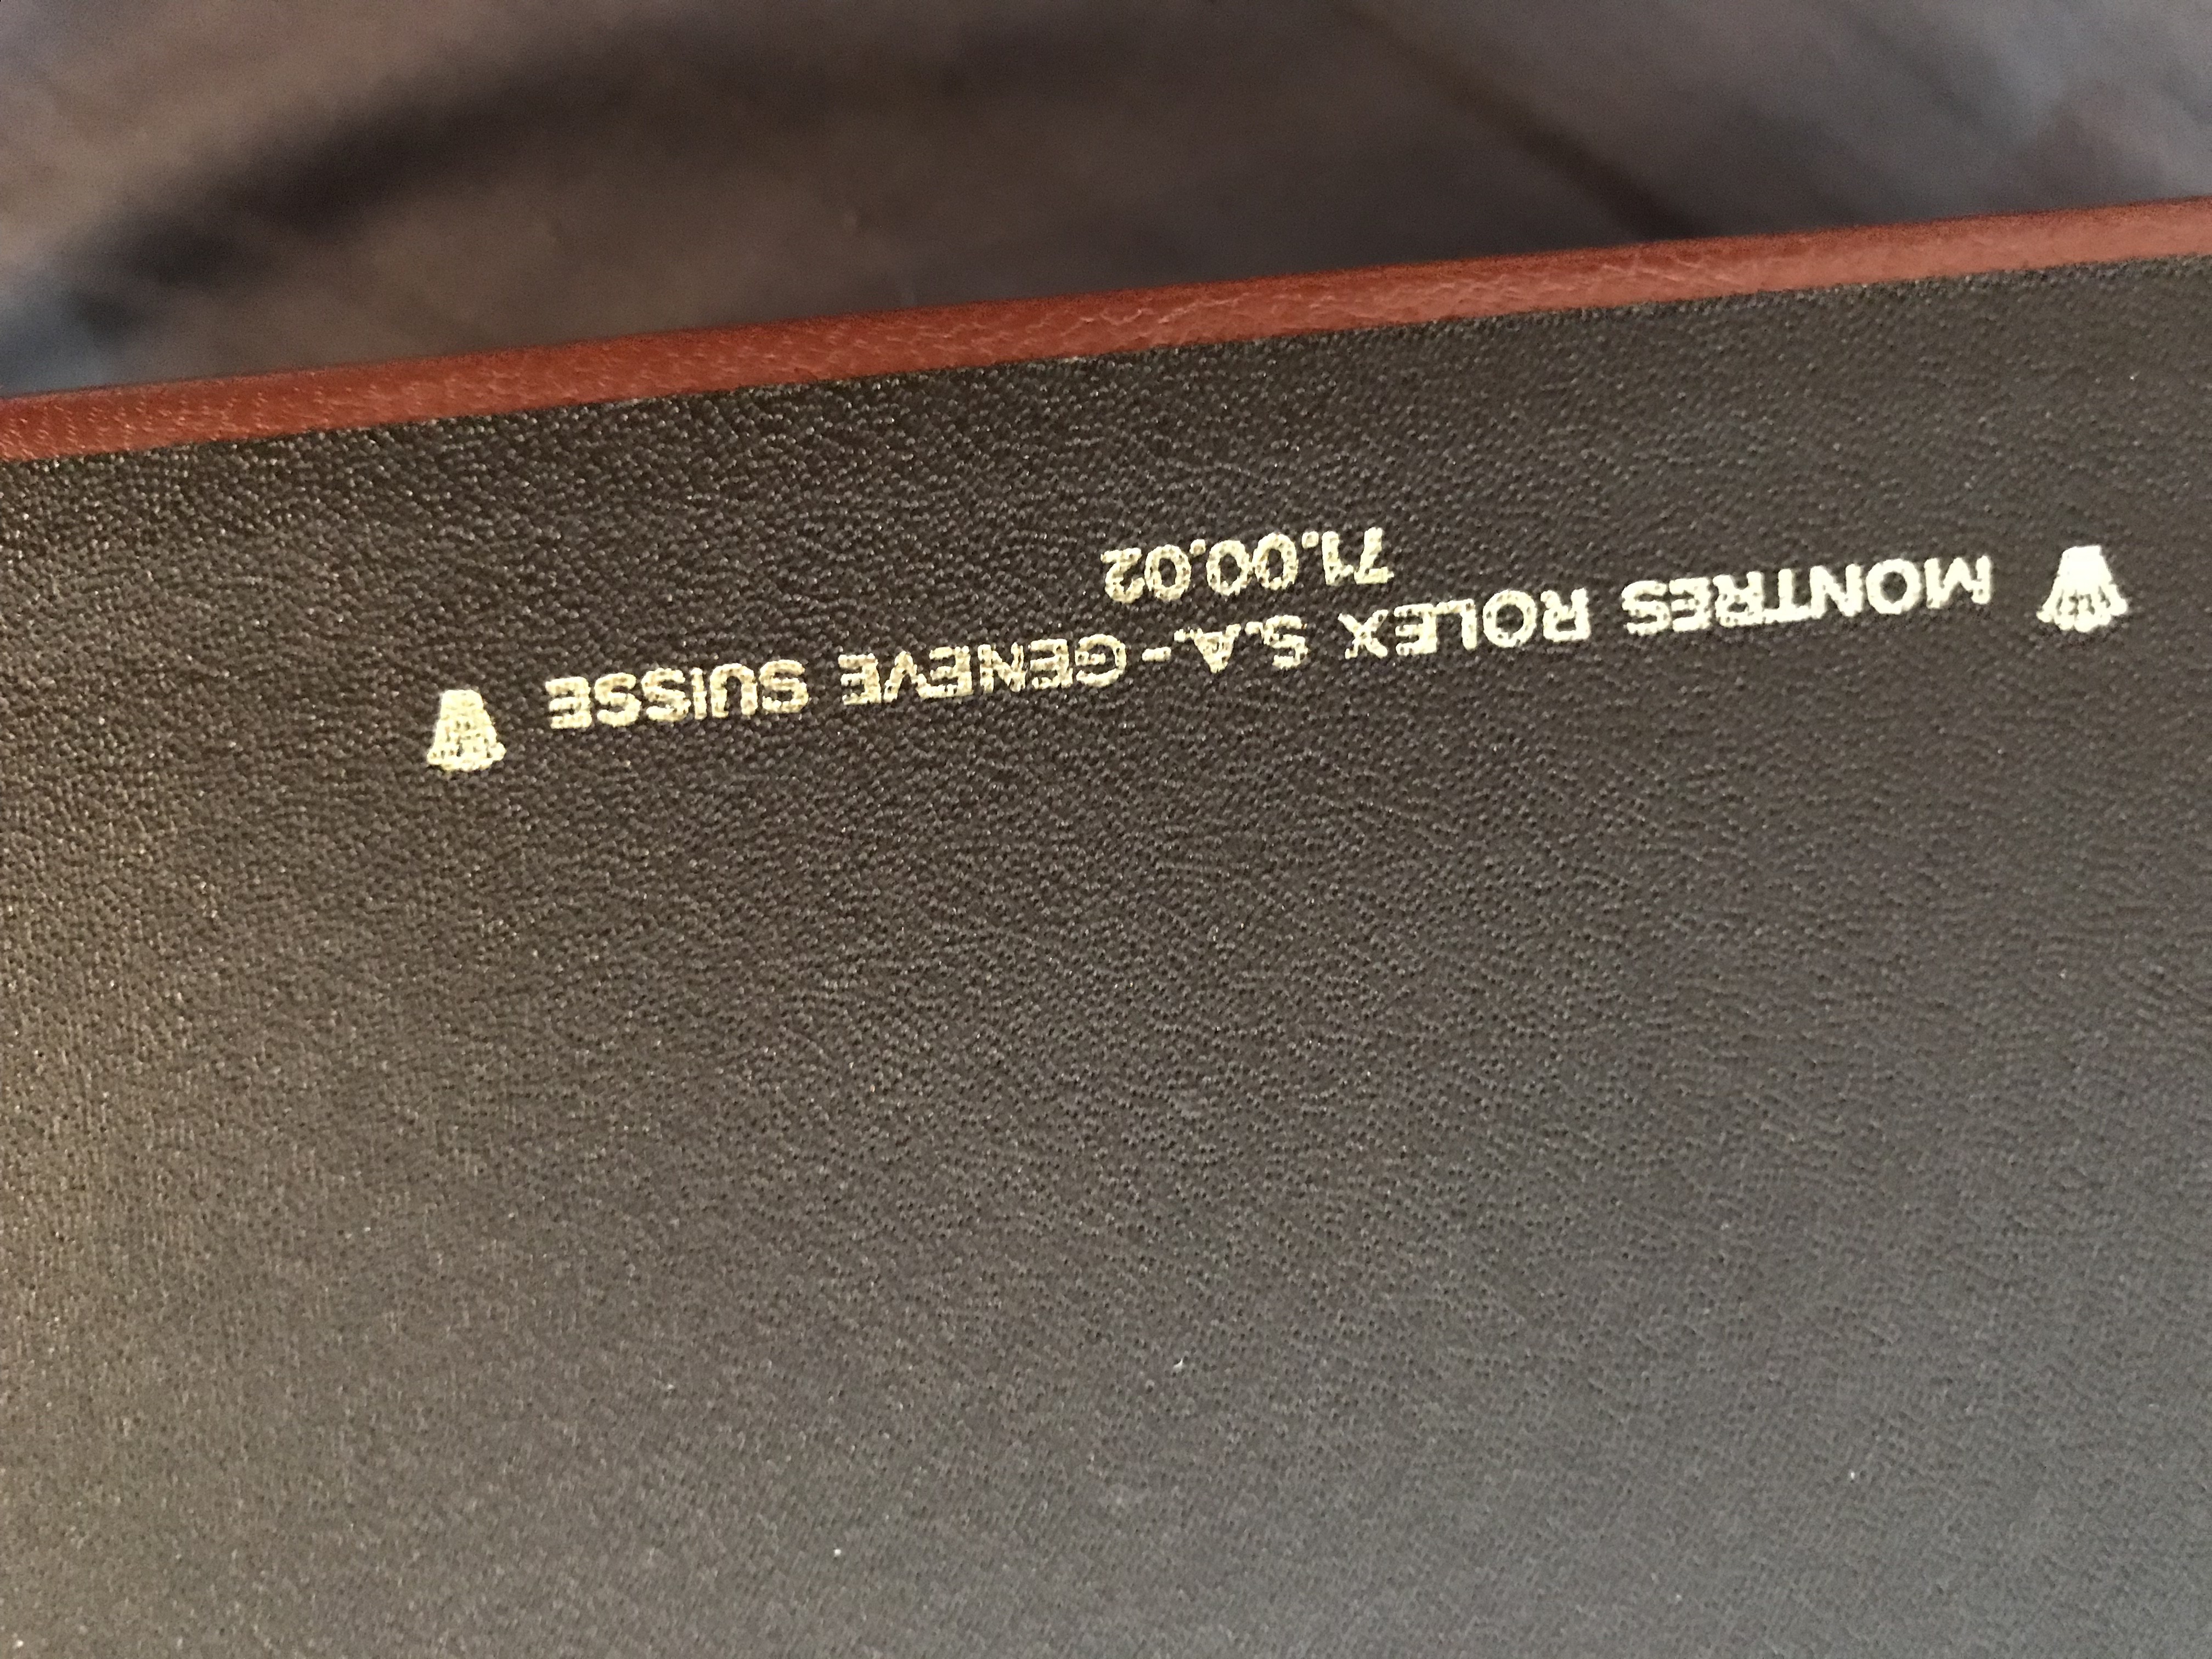 MONTRES ROLEX S.A.-GENEVE SUISSE
71.00.02